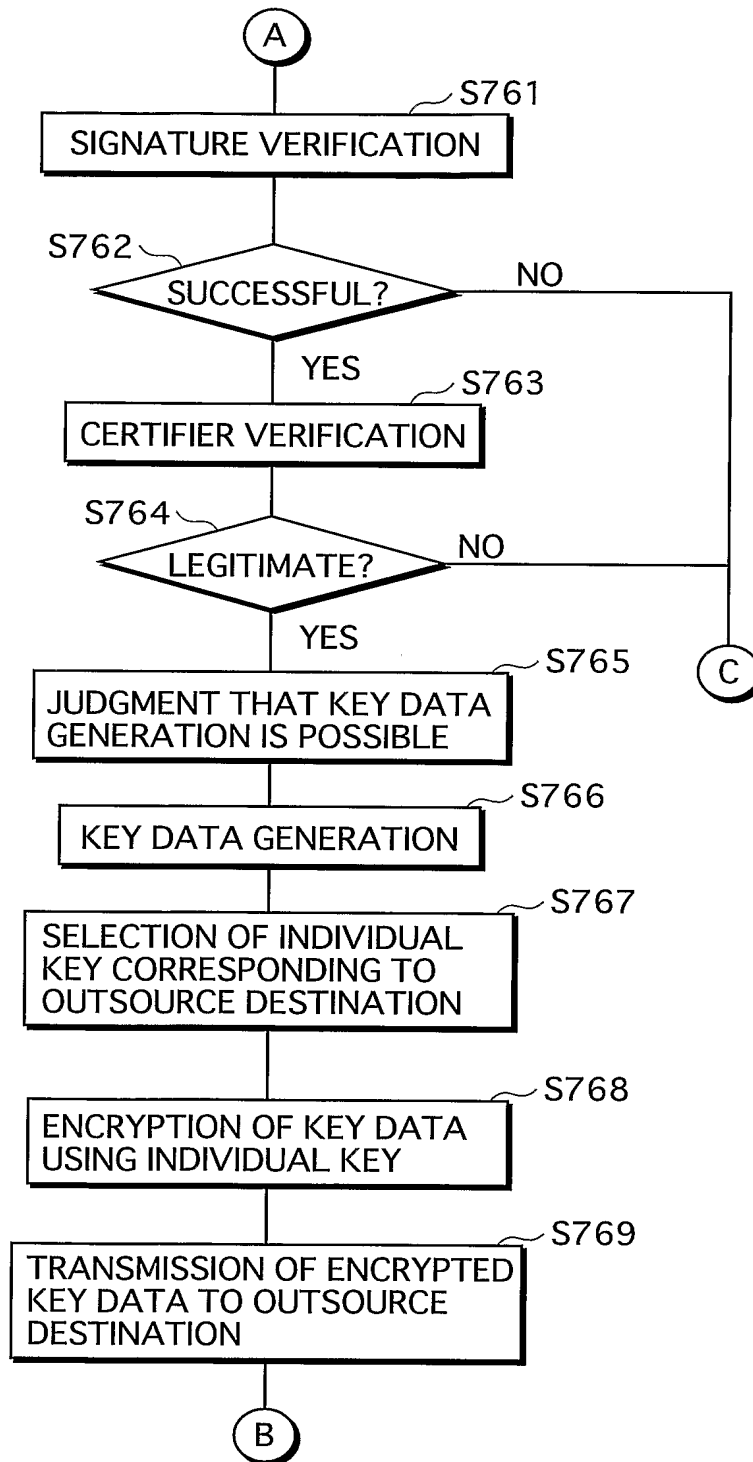 A
S761
SIGNATURE VERIFICATION
S762
SUCCESSFUL?
NO
YES
S763
CERTIFIER VERIFICATION
S764
LEGITIMATE?
NO
YES
C
S765
JUDGMENT THAT KEY DATA
GENERATION IS POSSIBLE
S766
KEY DATA GENERATION
S767
SELECTION OF INDIVIDUAL
KEY CORRESPONDING TO
OUTSOURCE DESTINATION
S768
ENCRYPTION OF KEY DATA
USING INDIVIDUAL KEY
S769
TRANSMISSION OF ENCRYPTED
KEY DATA TO OUTSOURCE
DESTINATION
B